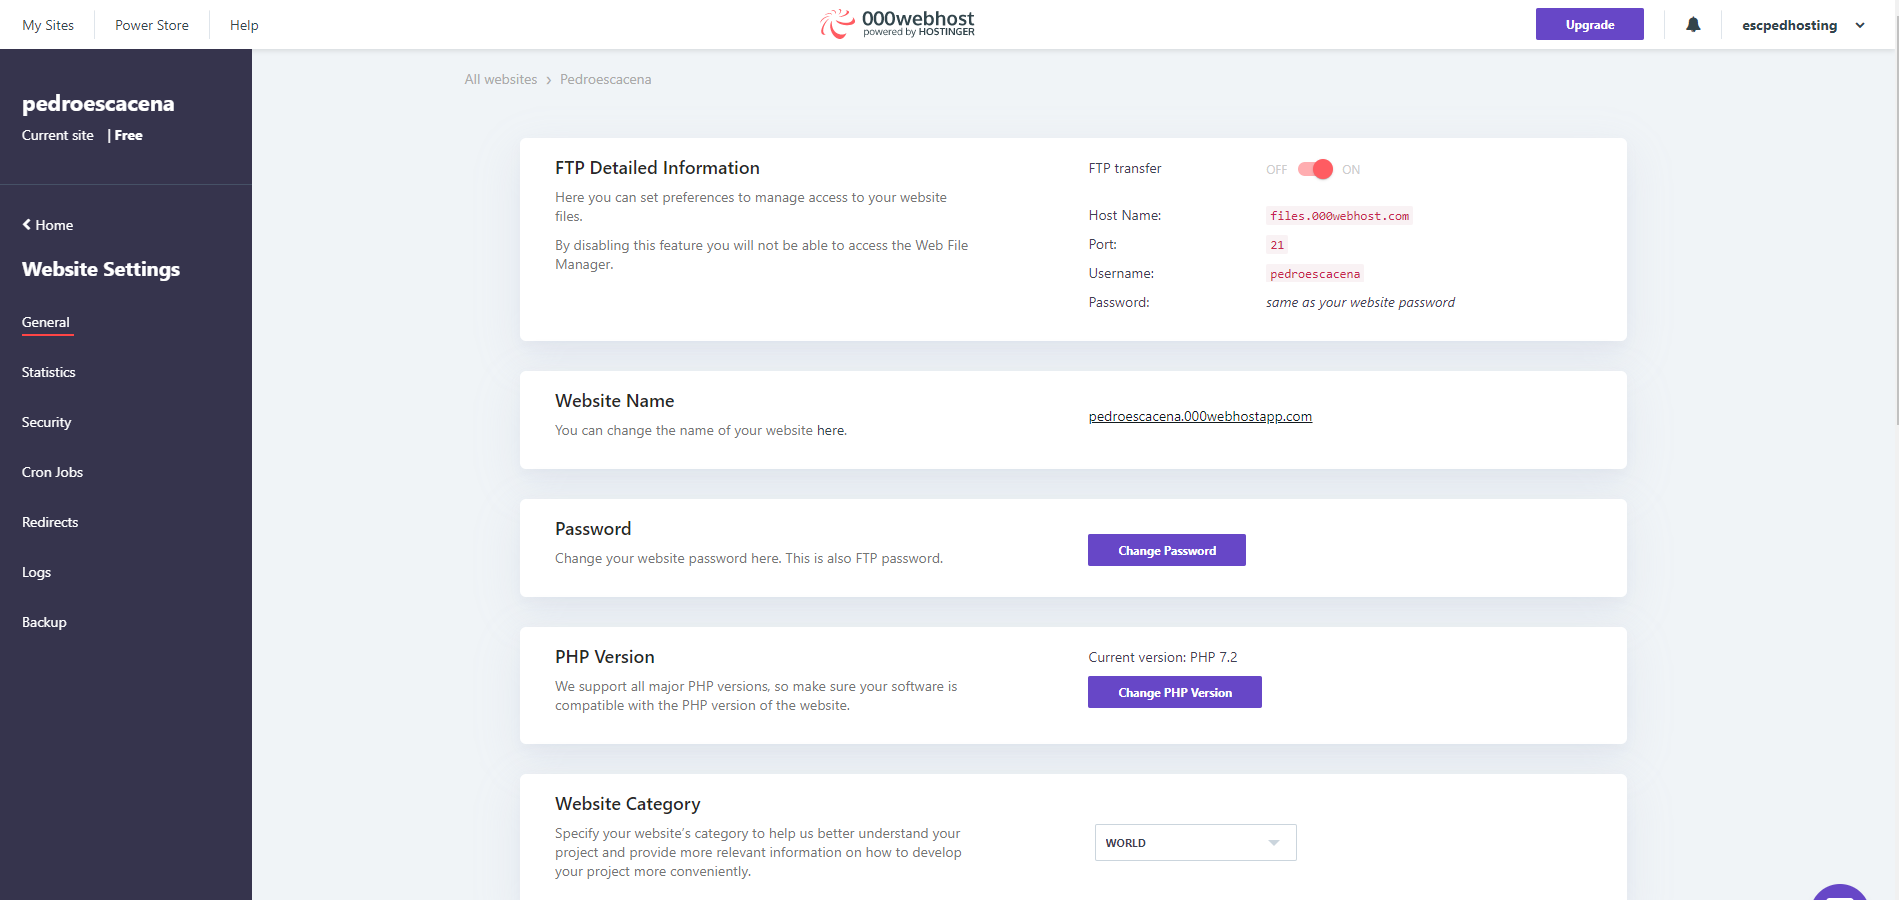 My Sites
Power Store
Help
000webhost
powered by HOSTINGER
Upgrade
escpedhosting
pedroescacena
Current site | Free
Home
Website Settings
General
Statistics
Security
Cron Jobs
Redirects
Logs
Backup
All websites › Pedroescacena
FTP Detailed Information
Here you can set preferences to manage access to your website
files.
By disabling this feature you will not be able to access the Web File
Manager.
FTP transfer OFF ON
Host Name: files.000webhost.com
Port: 21
Username: pedroescacena
Password: same as your website password
Website Name
You can change the name of your website here.
pedroescacena.000webhostapp.com
Password
Change your website password here. This is also FTP password.
Change Password
PHP Version
We support all major PHP versions, so make sure your software is
compatible with the PHP version of the website.
Current version: PHP 7.2
Change PHP Version
Website Category
Specify your website's category to help us better understand your
project and provide more relevant information on how to develop
your project more conveniently.
WORLD